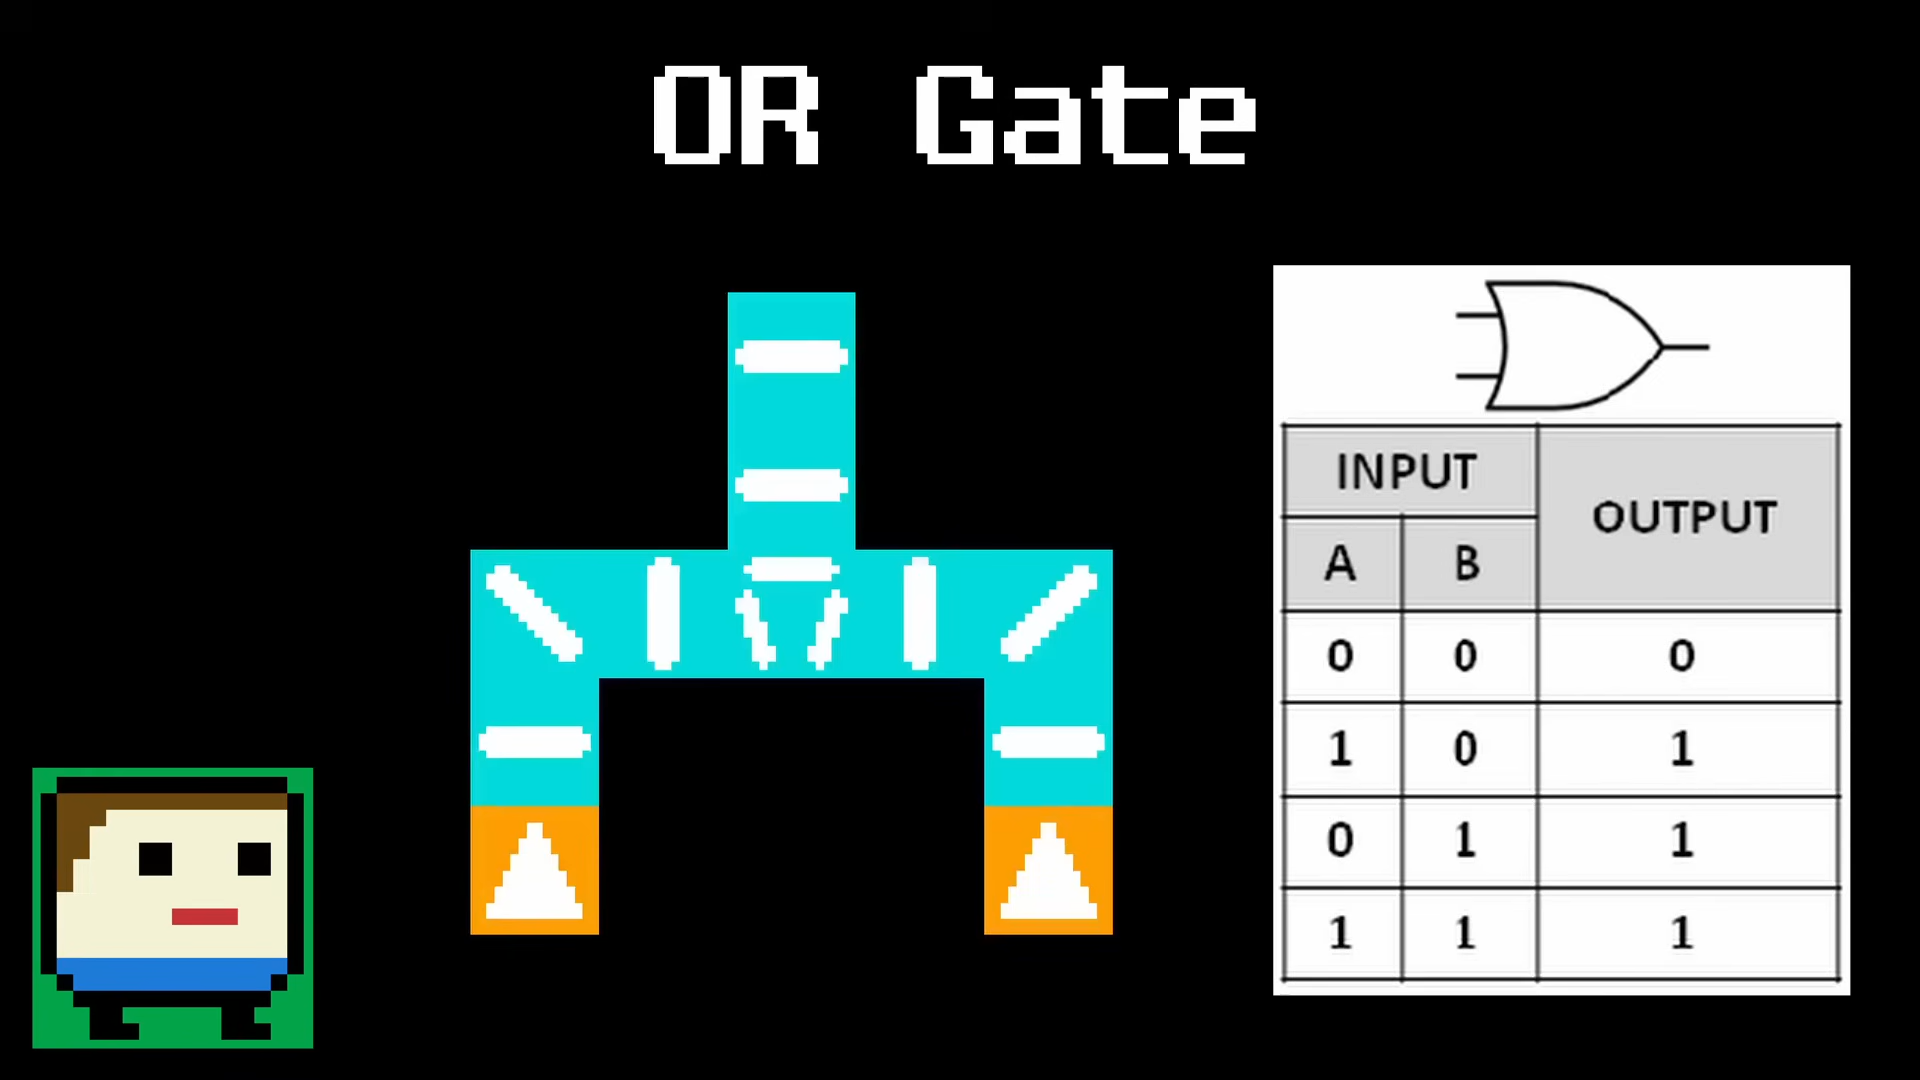 OR Gate
INPUT OUTPUT
A B
0 0 0
1 0 1
0 1 1
1 1 1